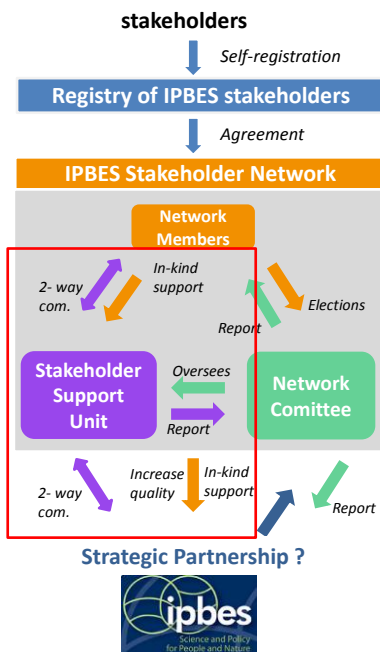 stakeholders
Self-registration
Registry of IPBES stakeholders
Agreement
IPBES Stakeholder Network
Network
Members
2- way
com.
In-kind
support
Elections
Report
Stakeholder
Support
Unit
Oversees
Report
Network
Comittee
2- way
com.
Increase
quality
In-kind
support
Report
Strategic Partnership ?
ipbes
Science and Policy
for People and Nature